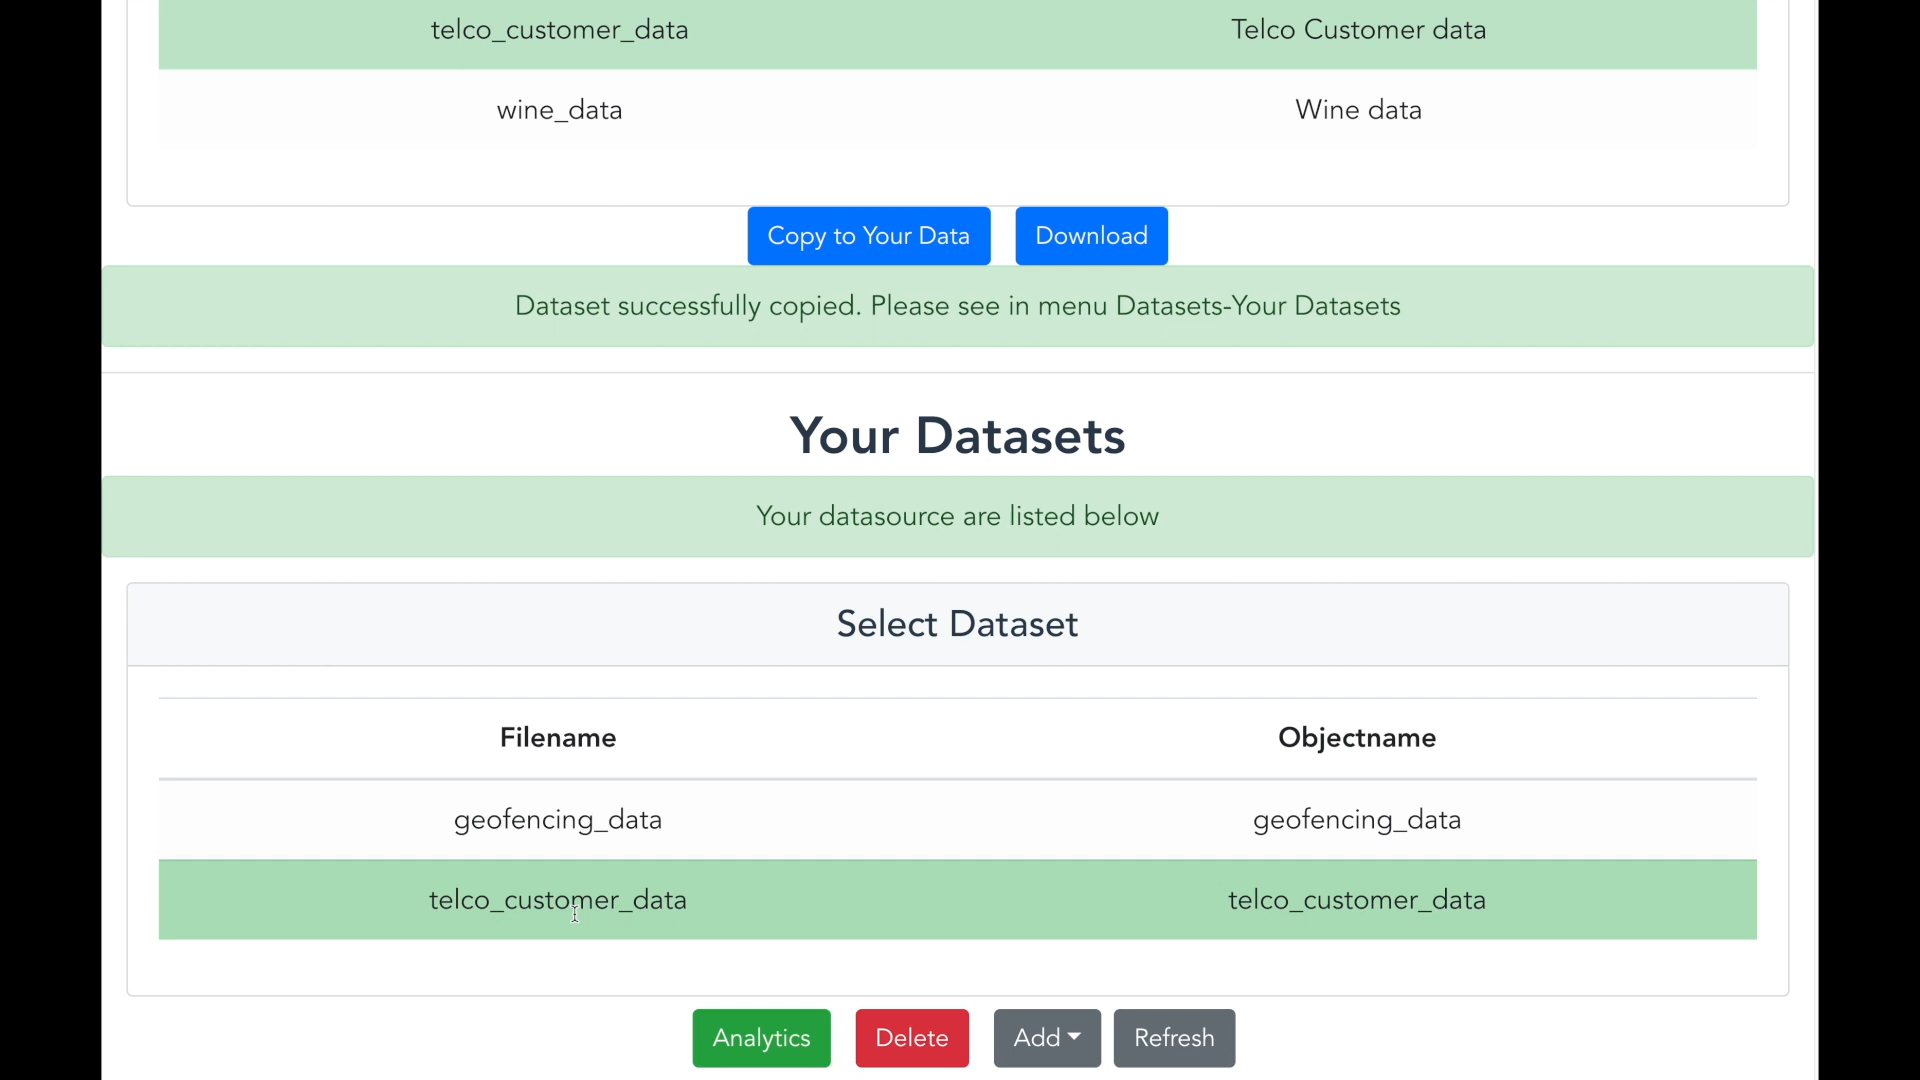 telco_customer_data Telco Customer data
wine_data Wine data
Copy to Your Data Download
Dataset successfully copied. Please see in menu Datasets-Your Datasets
Your Datasets
Your datasource are listed below
Select Dataset
Filename Objectname
geofencing_data geofencing_data
telco_customer_data telco_customer_data
Analytics Delete Add Refresh